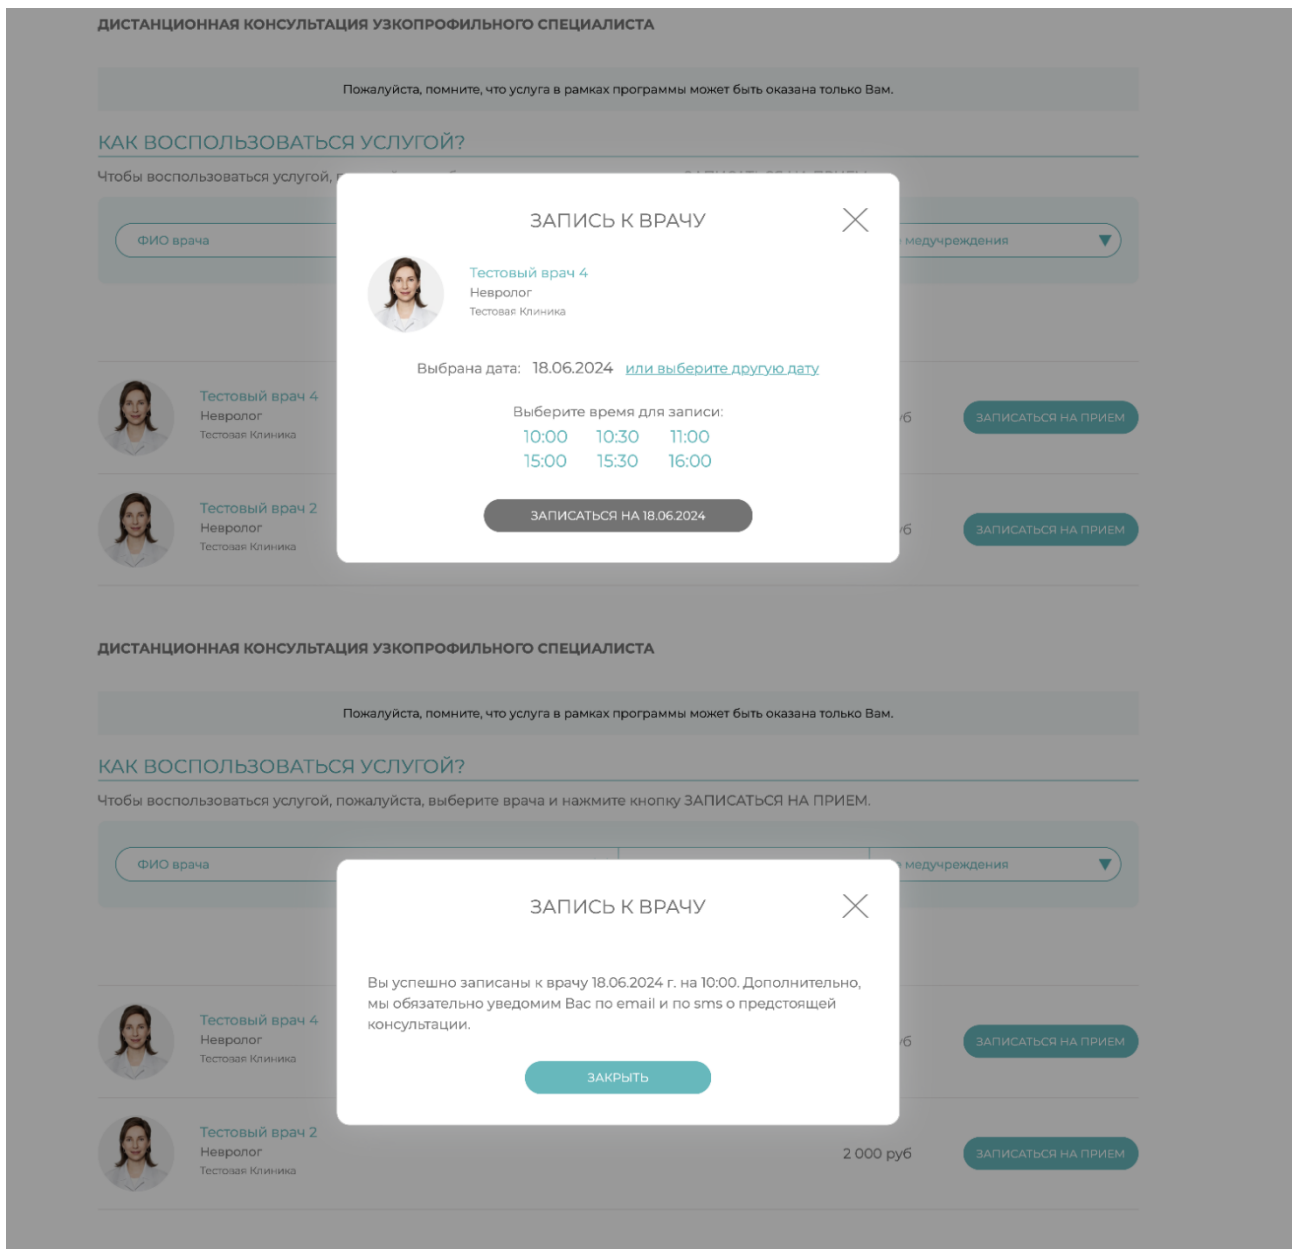 ДИСТАНЦИОННАЯ КОНСУЛЬТАЦИЯ УЗКОПРОФИЛЬНОГО СПЕЦИАЛИСТА
Пожалуйста, помните, что услуга в рамках программы может быть оказана только Вам.
КАК ВОСПОЛЬЗОВАТЬСЯ УСЛУГОЙ?
Чтобы воспользоваться услугой,
ФИО врача
медучреждения
ЗАПИСЬ К ВРАЧУ
Тестовый врач 4
Невролог
Тестовая Клиника
Выбрана дата: 18.06.2024 или выберите другую дату
Выберите время для записи:
10:00 10:30 11:00
15:00 15:30 16:00
ЗАПИСАТЬСЯ НА 18.06.2024
Тестовый врач 4
Невролог
Тестовая Клиника
ЗАПИСАТЬСЯ НА ПРИЕМ
Тестовый врач 2
Невролог
Тестовая Клиника
ЗАПИСАТЬСЯ НА ПРИЕМ
ДИСТАНЦИОННАЯ КОНСУЛЬТАЦИЯ УЗКОПРОФИЛЬНОГО СПЕЦИАЛИСТА
Пожалуйста, помните, что услуга в рамках программы может быть оказана только Вам.
КАК ВОСПОЛЬЗОВАТЬСЯ УСЛУГОЙ?
Чтобы воспользоваться услугой, пожалуйста, выберите врача и нажмите кнопку ЗАПИСАТЬСЯ НА ПРИЕМ.
ФИО врача
медучреждения
ЗАПИСЬ К ВРАЧУ
Вы успешно записаны к врачу 18.06.2024 г. на 10:00. Дополнительно,
мы обязательно уведомим Вас по email и по sms о предстоящей
консультации.
ЗАКРЫТЬ
Тестовый врач 4
Невролог
Тестовая Клиника
ЗАПИСАТЬСЯ НА ПРИЕМ
Тестовый врач 2
Невролог
Тестовая Клиника
2 000 руб
ЗАПИСАТЬСЯ НА ПРИЕМ